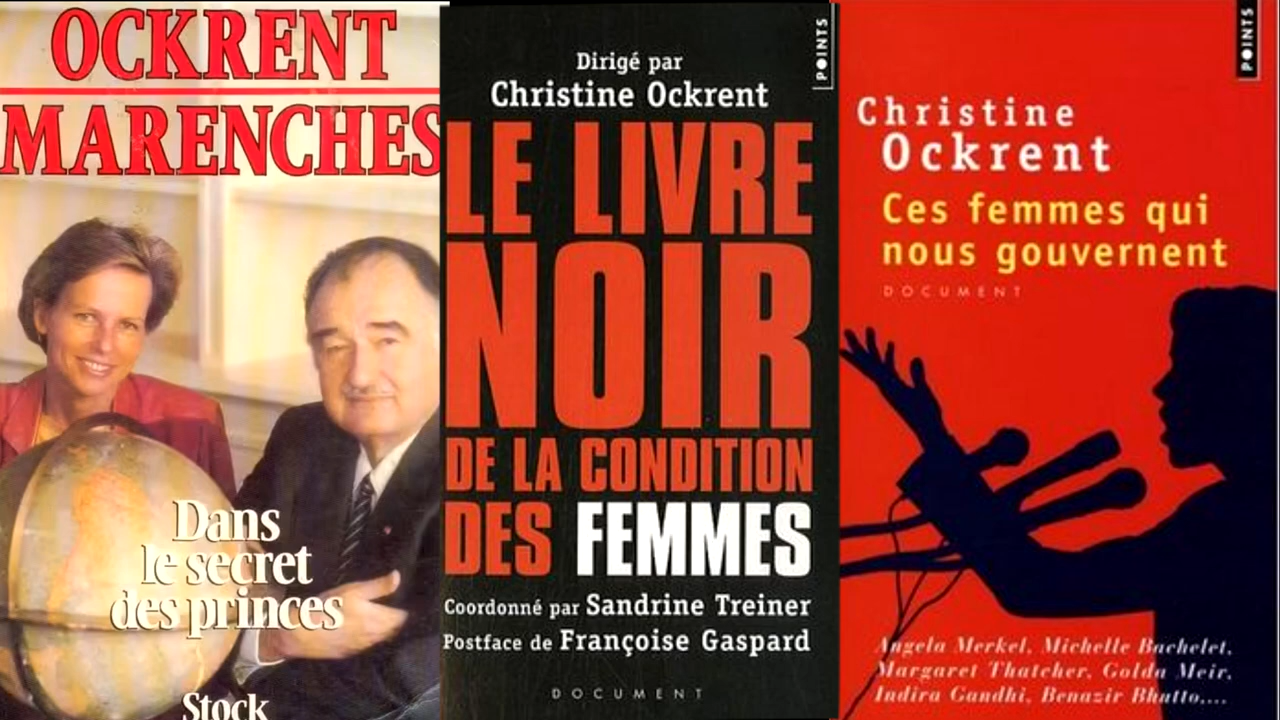 OCKRENT
MARENCHES
Dans
le secret
des princes
Stock
POINTS
Dirigé par
Christine Ockrent
LE LIVRE
NOIR
DE LA CONDITION
DES FEMMES
Coordonné par Sandrine Treiner
Postface de Françoise Gaspard
DOCUMENT
POINTS
Christine
Ockrent
Ces femmes qui
nous gouvernent
DOCUMENT
Angela Merkel, Michelle Bachelet,
Margaret Thatcher, Golda Meir,
Indira Gandhi, Benazir Bhutto,...